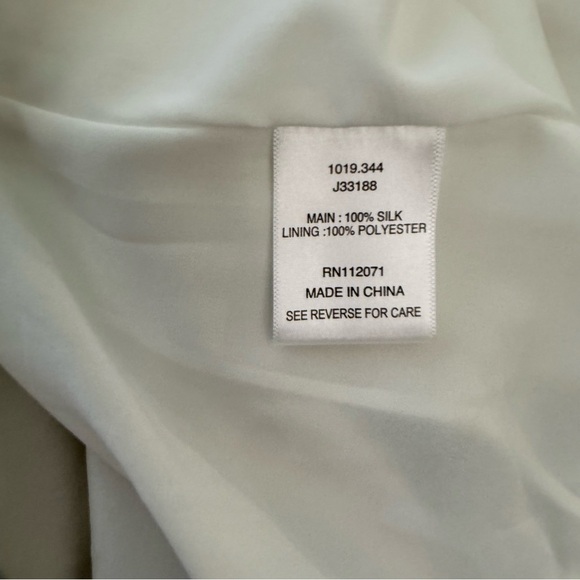 1019.344
J33188
MAIN : 100% SILK
LINING :100% POLYESTER
RN112071
MADE IN CHINA
SEE REVERSE FOR CARE